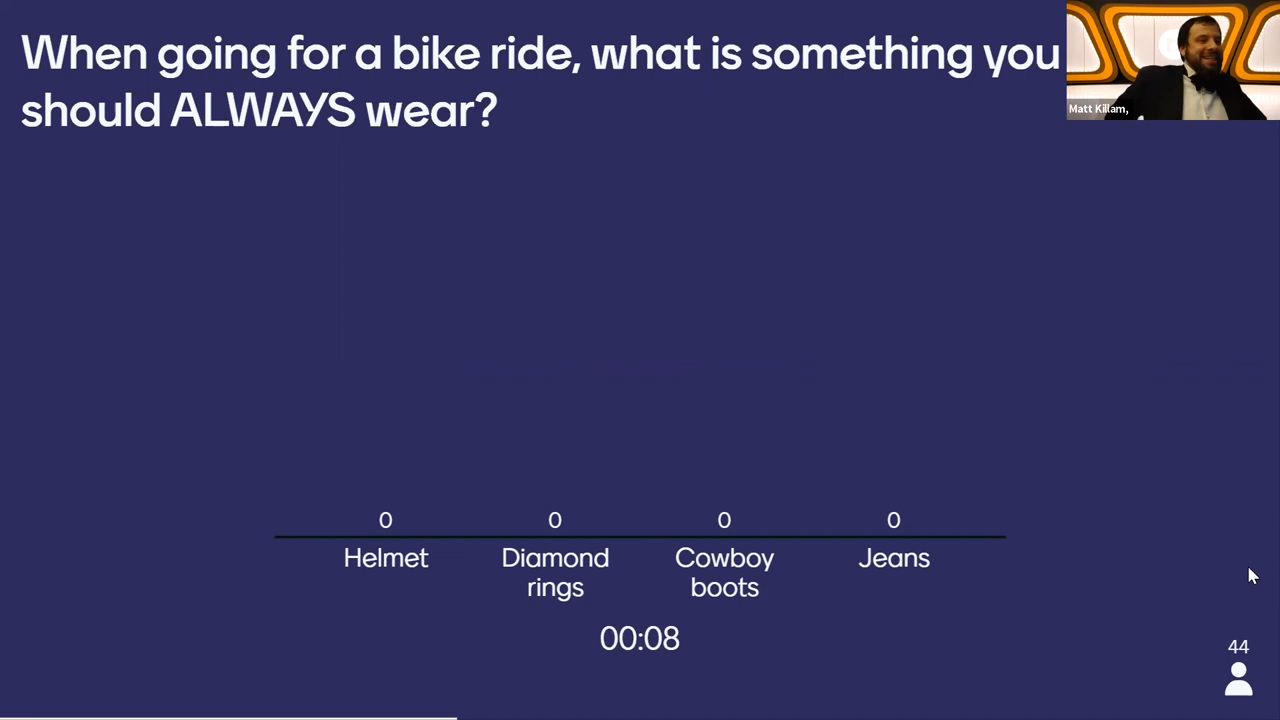 When going for a bike ride, what is something you
should ALWAYS wear?
Matt Killam,
0 0 0 0
Helmet Diamond Cowboy Jeans
rings boots
00:08
44